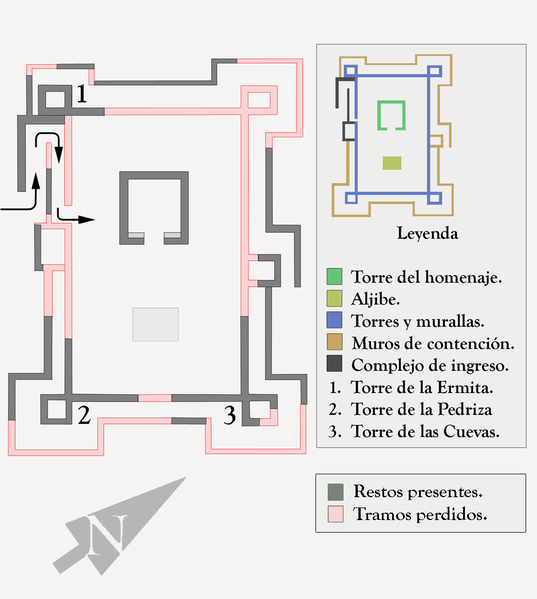 1
2
3
N
Leyenda
Torre del homenaje.
Aljibe.
Torres y murallas.
Muros de contención.
Complejo de ingreso.
1. Torre de la Ermita.
2. Torre de la Pedriza
3. Torre de las Cuevas.
Restos presentes.
Tramos perdidos.